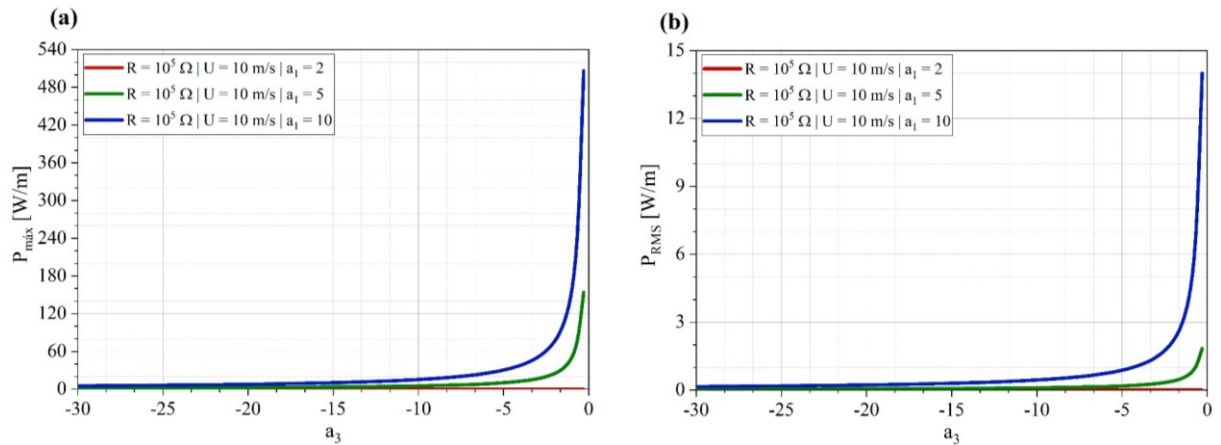 (a)
540
480
420
360
300
240
180
120
60
0
P_máx [W/m]
R = 10⁵ Ω | U = 10 m/s | a₁ = 2
R = 10⁵ Ω | U = 10 m/s | a₁ = 5
R = 10⁵ Ω | U = 10 m/s | a₁ = 10
-30
-25
-20
-15
-10
-5
0
a₃
(b)
15
12
9
6
3
0
P_RMS [W/m]
R = 10⁵ Ω | U = 10 m/s | a₁ = 2
R = 10⁵ Ω | U = 10 m/s | a₁ = 5
R = 10⁵ Ω | U = 10 m/s | a₁ = 10
-30
-25
-20
-15
-10
-5
0
a₃